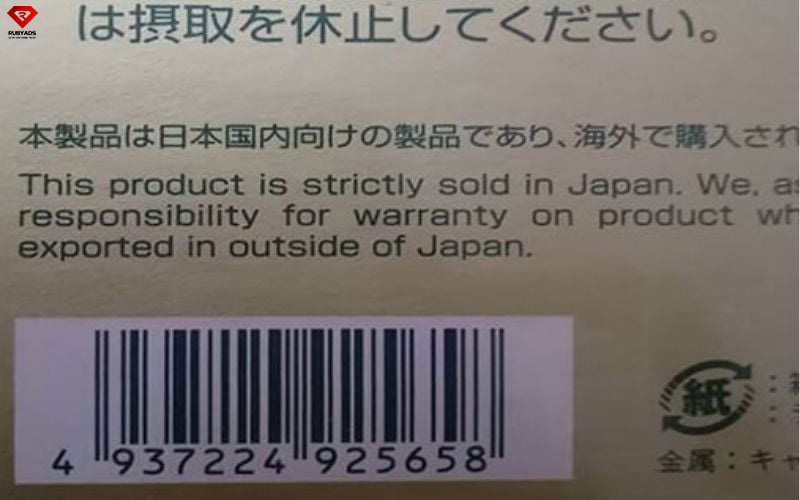 RUBYADS
は摂取を休止してください。
本製品は日本国内向けの製品であり、海外で購入され
This product is strictly sold in Japan. We, as
responsibility for warranty on product wh
exported in outside of Japan.
4 937224 925658
紙
金属：キャ